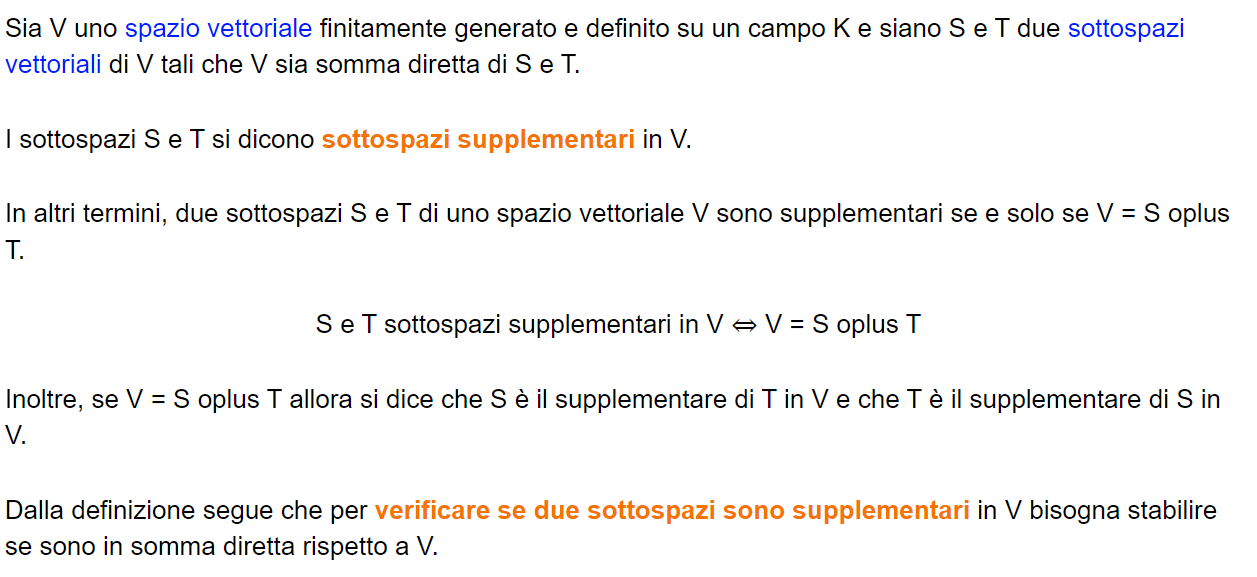 Sia V uno spazio vettoriale finitamente generato e definito su un campo K e siano S e T due sottospazi
vettoriali di V tali che V sia somma diretta di S e T.
I sottospazi S e T si dicono sottospazi supplementari in V.
In altri termini, due sottospazi S e T di uno spazio vettoriale V sono supplementari se e solo se V = S oplus
T.
S e T sottospazi supplementari in V ⇔ V = S oplus T
Inoltre, se V = S oplus T allora si dice che S è il supplementare di T in V e che T è il supplementare di S in
V.
Dalla definizione segue che per verificare se due sottospazi sono supplementari in V bisogna stabilire
se sono in somma diretta rispetto a V.